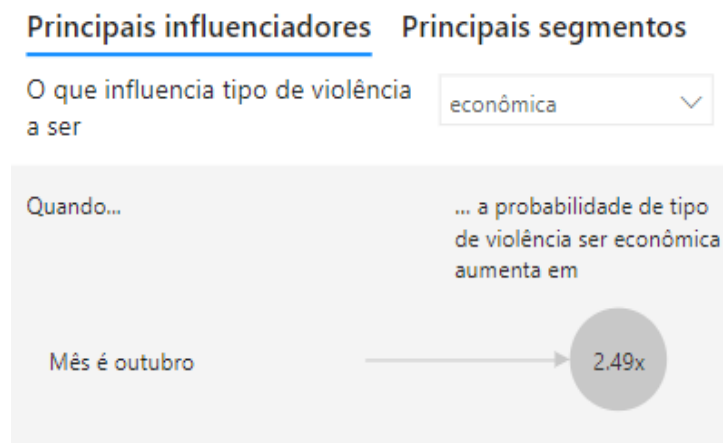 Principais influenciadores Principais segmentos
O que influencia tipo de violência
a ser
econômica
Quando...
... a probabilidade de tipo
de violência ser econômica
aumenta em
Mês é outubro
2.49x